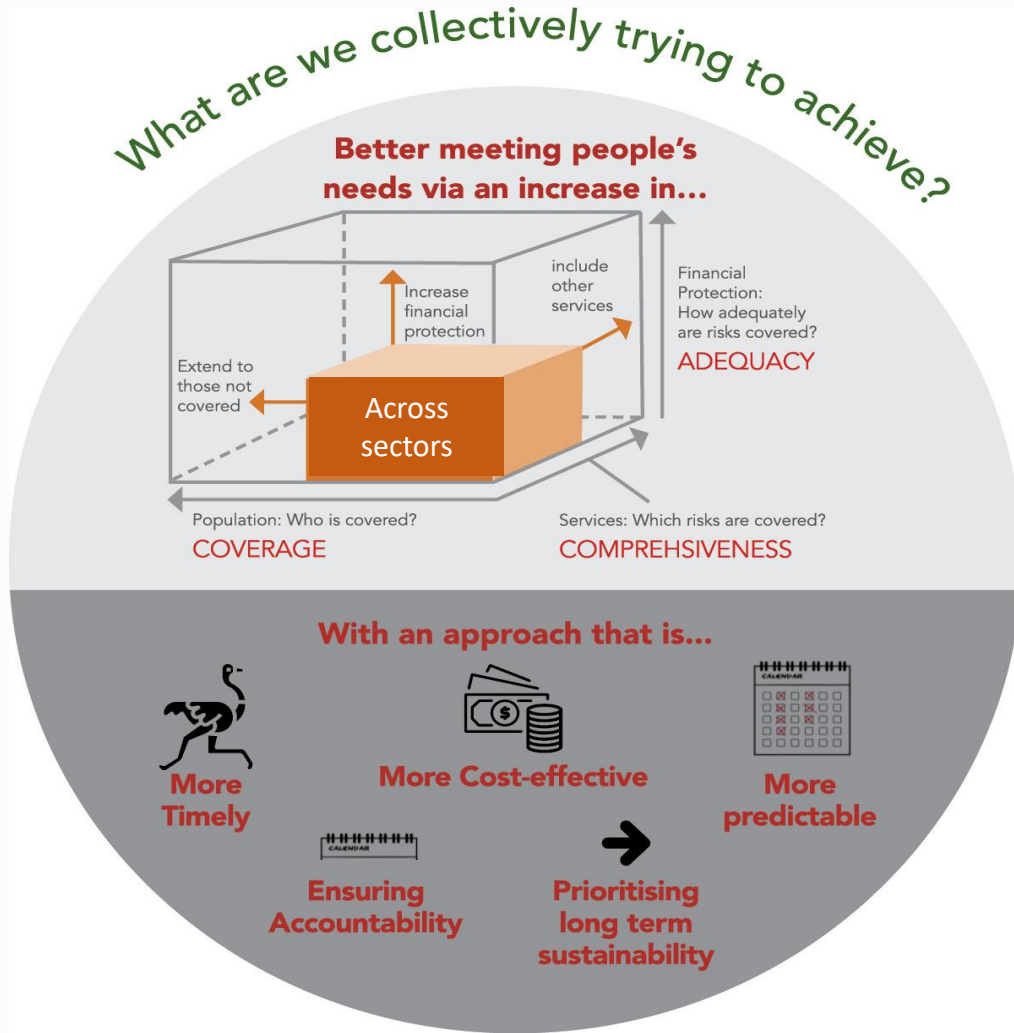 What are we collectively trying to achieve?
Better meeting people's
needs via an increase in...
Increase
financial
protection
include
other
services
Financial
Protection:
How adequately
are risks covered?
ADEQUACY
Extend to
those not
covered
Across
sectors
Population: Who is covered?
COVERAGE
Services: Which risks are covered?
COMPREHSIVENESS
With an approach that is...
CALENDAR
$
More
Timely
More Cost-effective
More
predictable
CALENDAR
Ensuring
Accountability
Prioritising
long term
sustainability